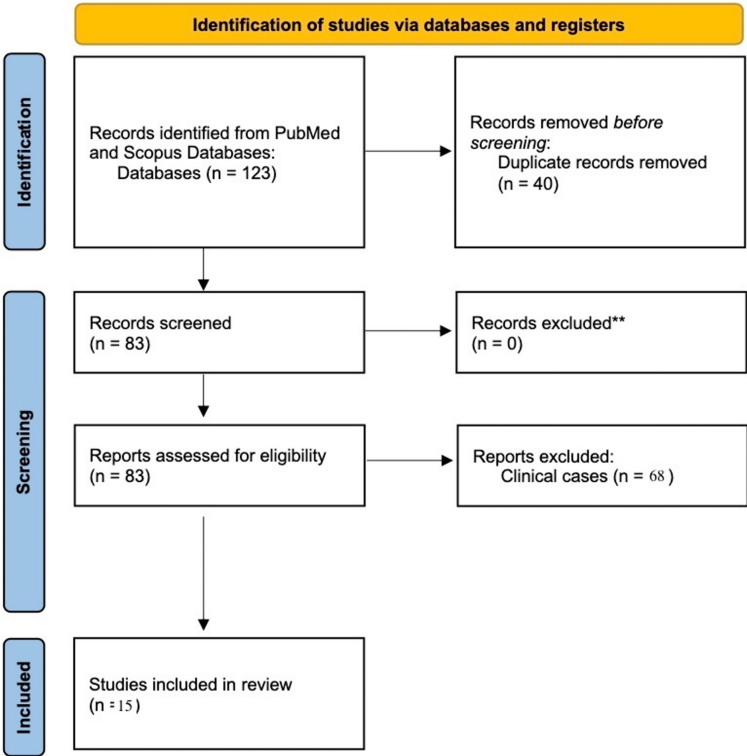 Identification of studies via databases and registers
Identification
Records identified from PubMed
and Scopus Databases:
Databases (n = 123)
Records removed before
screening:
Duplicate records removed
(n = 40)
Screening
Records screened
(n = 83)
Records excluded**
(n = 0)
Reports assessed for eligibility
(n = 83)
Reports excluded:
Clinical cases (n = 68 )
Included
Studies included in review
(n = 15 )